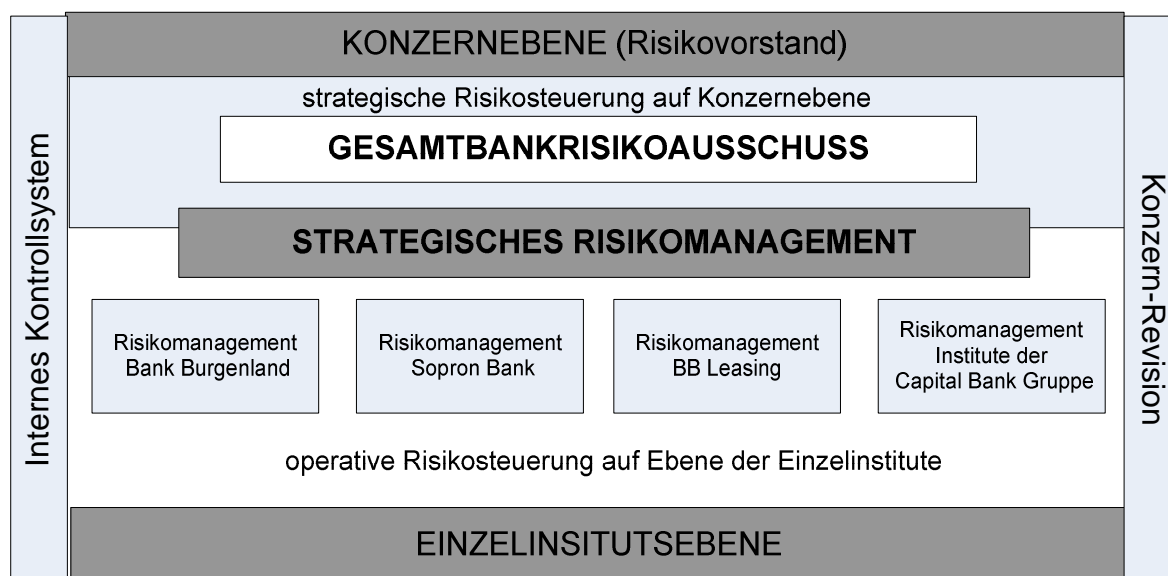 KONZERNEBENE (Risikovorstand)
strategische Risikosteuerung auf Konzernebene
GESAMTBANKRISIKOAUSSCHUSS
STRATEGISCHES RISIKOMANAGEMENT
Internes Kontrollsystem
Risikomanagement
Bank Burgenland
Risikomanagement
Sopron Bank
Risikomanagement
BB Leasing
Risikomanagement
Institute der
Capital Bank Gruppe
Konzern-Revision
operative Risikosteuerung auf Ebene der Einzelinstitute
EINZELINSITUTSEBENE